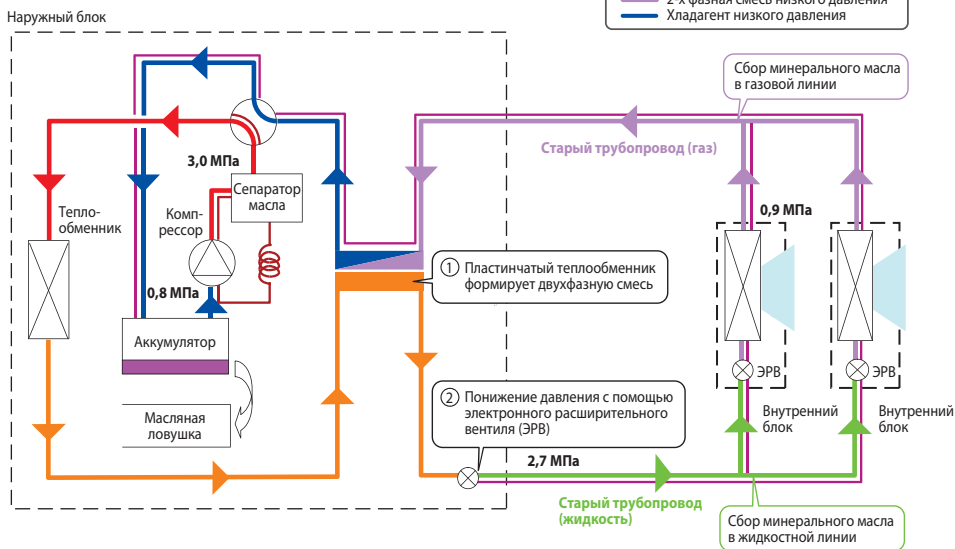 2-х фазная смесь низкого давления
Хладагент низкого давления
Наружный блок
Сбор минерального масла
в газовой линии
Старый трубопровод (газ)
3,0 МПа
Сепаратор
масла
Тепло-
обменник
Комп-
рессор
0,9 МПа
1 Пластинчатый теплообменник
формирует двухфазную смесь
0,8 МПа
Аккумулятор
ЭРВ
ЭРВ
Масляная
ловушка
2 Понижение давления с помощью
электронного расширительного
вентиля (ЭРВ)
Внутренний
блок
Внутренний
блок
2,7 МПа
Старый трубопровод
(жидкость)
Сбор минерального масла
в жидкостной линии